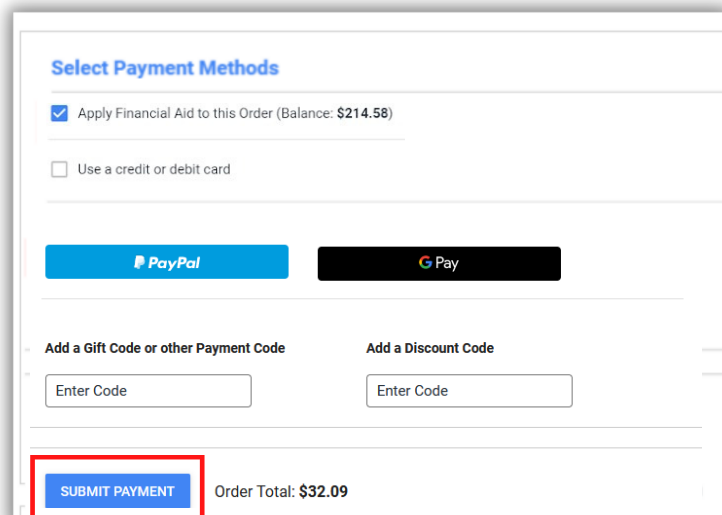 Select Payment Methods
Apply Financial Aid to this Order (Balance: $214.58)
Use a credit or debit card
PayPal
G Pay
Add a Gift Code or other Payment Code
Add a Discount Code
Enter Code
Enter Code
SUBMIT PAYMENT
Order Total: $32.09